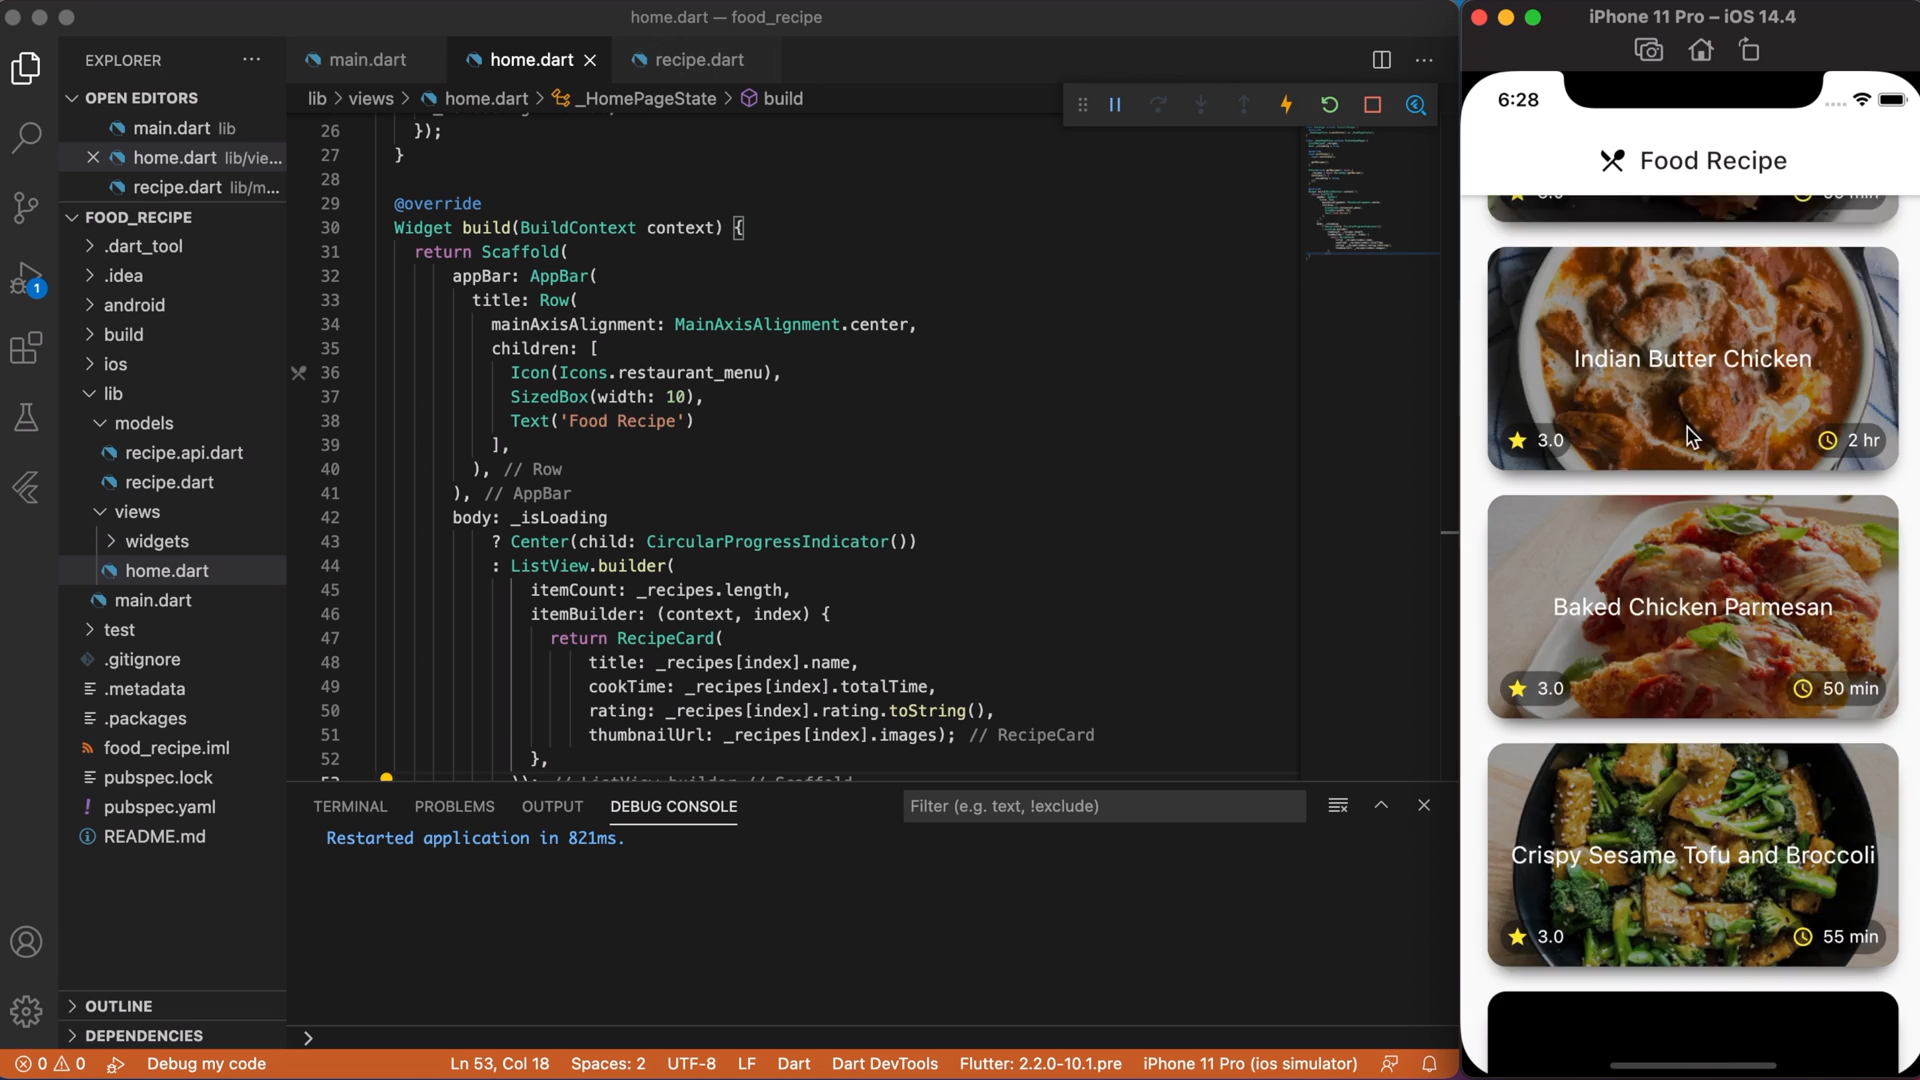 home.dart — food_recipe
EXPLORER
OPEN EDITORS
main.dart lib
home.dart lib/vie...
recipe.dart lib/m...
FOOD_RECIPE
.dart_tool
.idea
android
build
ios
lib
models
recipe.api.dart
recipe.dart
views
widgets
home.dart
main.dart
test
.gitignore
.metadata
.packages
food_recipe.iml
pubspec.lock
pubspec.yaml
README.md
OUTLINE
DEPENDENCIES
1
main.dart
home.dart
recipe.dart
lib > views > home.dart > _HomePageState > build
26 });
27 }
28
29 @override
30 Widget build(BuildContext context) {
31 return Scaffold(
32 appBar: AppBar(
33 title: Row(
34 mainAxisAlignment: MainAxisAlignment.center,
35 children: [
36 Icon(Icons.restaurant_menu),
37 SizedBox(width: 10),
38 Text('Food Recipe')
39 ],
40 ), // Row
41 ), // AppBar
42 body: _isLoading
43 ? Center(child: CircularProgressIndicator())
44 : ListView.builder(
45 itemCount: _recipes.length,
46 itemBuilder: (context, index) {
47 return RecipeCard(
48 title: _recipes[index].name,
49 cookTime: _recipes[index].totalTime,
50 rating: _recipes[index].rating.toString(),
51 thumbnailUrl: _recipes[index].images); // RecipeCard
52 },
53 )); // ListView.builder // Scaffold
TERMINAL
PROBLEMS
OUTPUT
DEBUG CONSOLE
Filter (e.g. text, !exclude)
Restarted application in 821ms.
0 0
Debug my code
Ln 53, Col 18
Spaces: 2
UTF-8
LF
Dart
Dart DevTools
Flutter: 2.2.0-10.1.pre
iPhone 11 Pro (ios simulator)
iPhone 11 Pro – iOS 14.4
6:28
Food Recipe
Indian Butter Chicken
3.0
2 hr
Baked Chicken Parmesan
3.0
50 min
Crispy Sesame Tofu and Broccoli
3.0
55 min